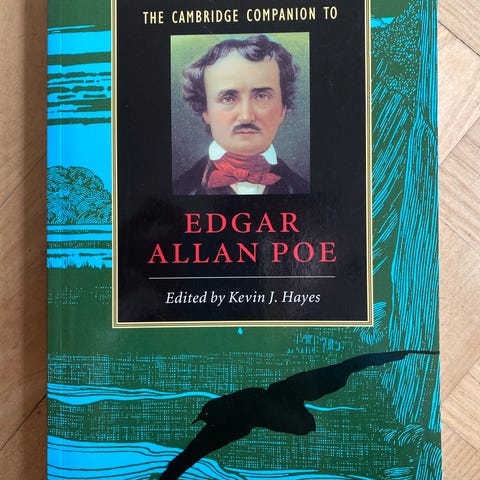 THE CAMBRIDGE COMPANION TO
EDGAR
ALLAN POE
Edited by Kevin J. Hayes